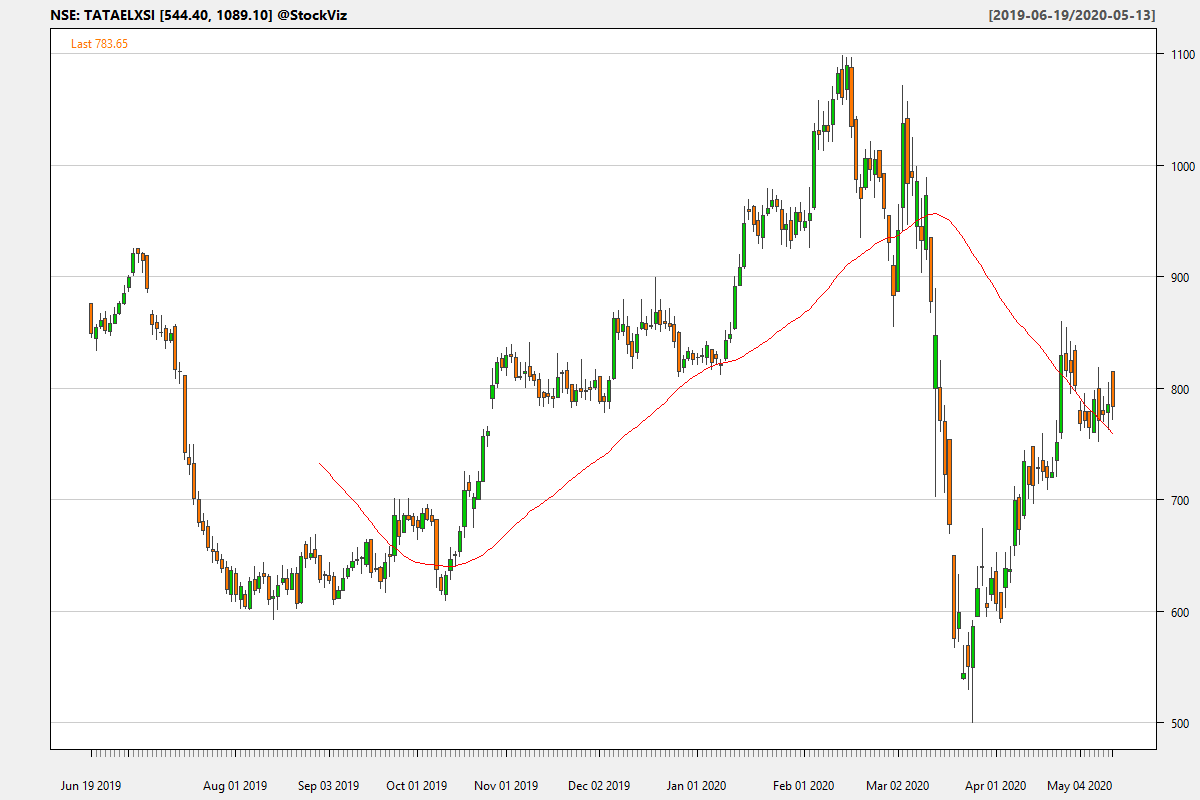 NSE: TATAELXSI [544.40, 1089.10] @StockViz [2019-06-19/2020-05-13]
Last 783.65
1100
1000
900
800
700
600
500
Jun 19 2019 Aug 01 2019 Sep 03 2019 Oct 01 2019 Nov 01 2019 Dec 02 2019 Jan 01 2020 Feb 01 2020 Mar 02 2020 Apr 01 2020 May 04 2020